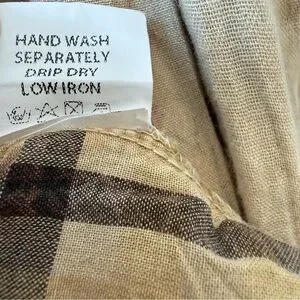 HAND WASH
SEPARATELY
DRIP DRY
LOW IRON